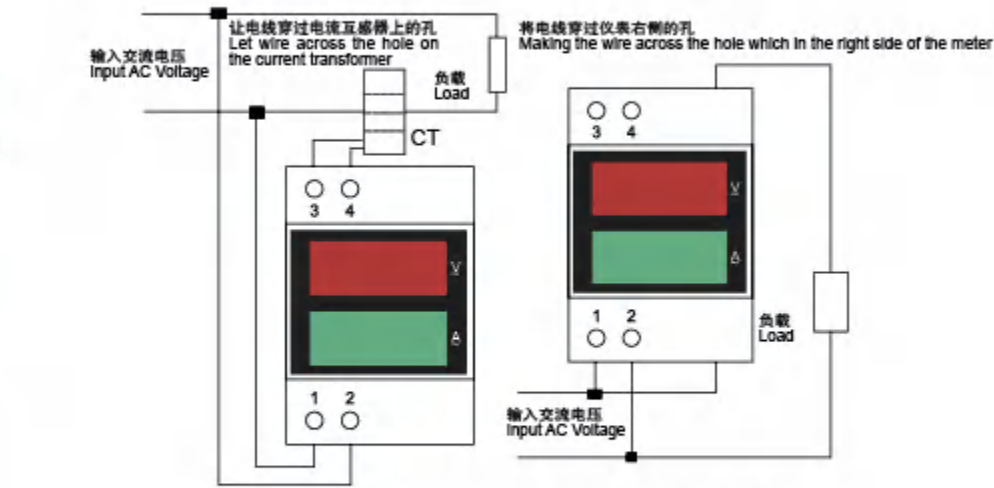 让电线穿过电流互感器上的孔
Let wire across the hole on
the current transformer
输入交流电压
Input AC Voltage
负载
Load
CT
3 4
V
A
1 2
将电线穿过仪表右侧的孔
Making the wire across the hole which in the right side of the meter
3 4
V
A
1 2
负载
Load
输入交流电压
Input AC Voltage